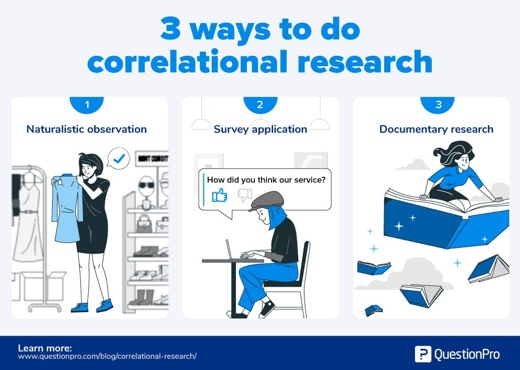 3 ways to do
correlational research
1
Naturalistic observation
2
Survey application
How did you think our service?
3
Documentary research
Learn more:
www.questionpro.com/blog/correlational-research/
QuestionPro